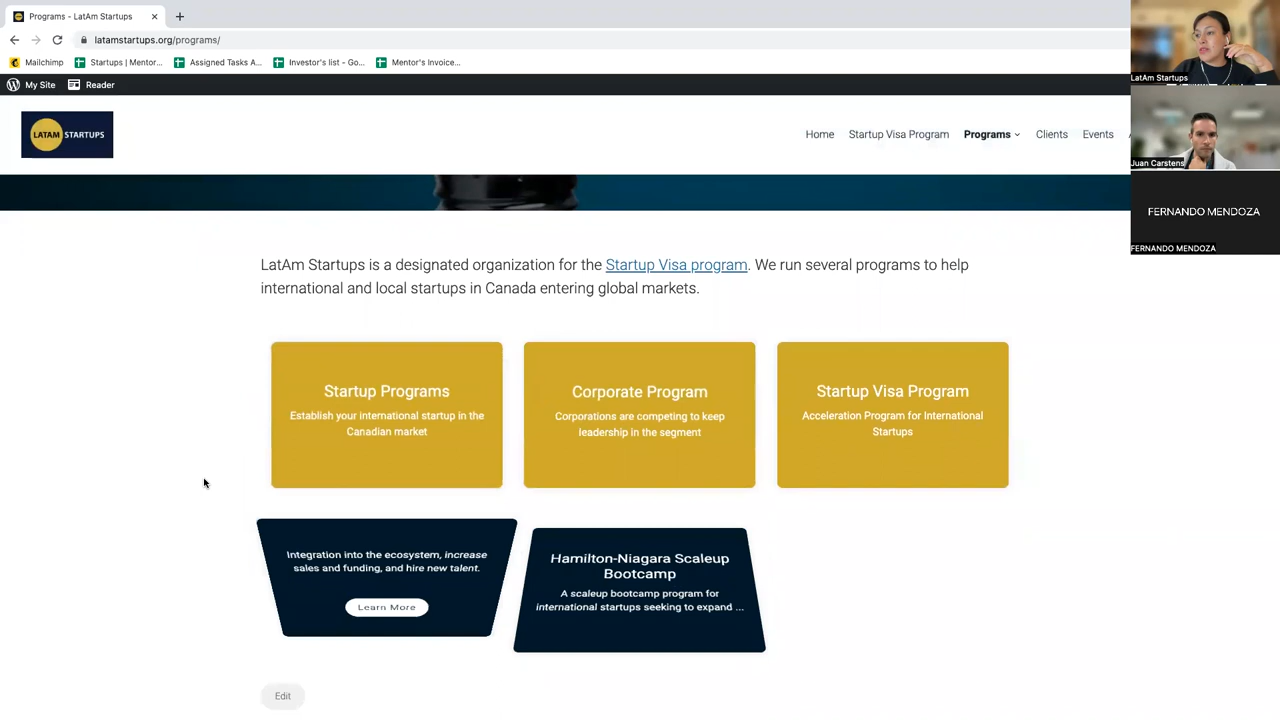 Programs - LatAm Startups
latamstartups.org/programs/
Mailchimp
Startups | Mentor...
Assigned Tasks A...
Investor's list - Go...
Mentor's Invoice...
My Site
Reader
LATAM STARTUPS
Home
Startup Visa Program
Programs
Clients
Events
LatAm Startups
Juan Carstens
FERNANDO MENDOZA
FERNANDO MENDOZA
LatAm Startups is a designated organization for the Startup Visa program. We run several programs to help
international and local startups in Canada entering global markets.
Startup Programs
Establish your international startup in the
Canadian market
Corporate Program
Corporations are competing to keep
leadership in the segment
Startup Visa Program
Acceleration Program for International
Startups
Integration into the ecosystem, increase
sales and funding, and hire new talent.
Learn More
Hamilton-Niagara Scaleup
Bootcamp
A scaleup bootcamp program for
international startups seeking to expand ...
Edit